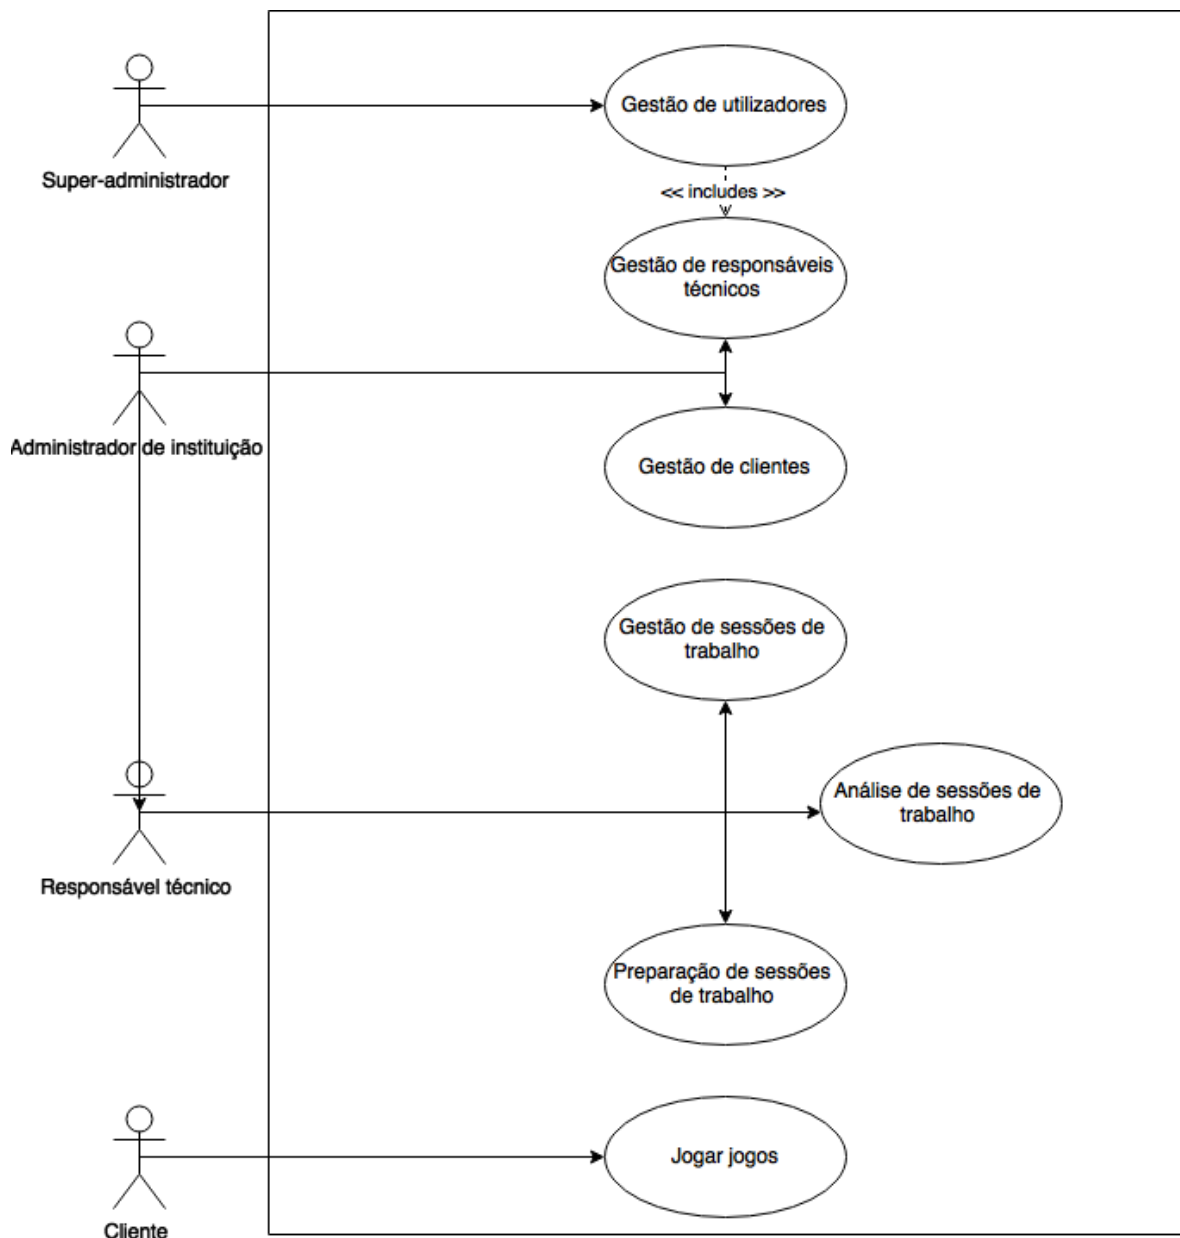 Gestão de utilizadores
Super-administrador
<< includes >>
Gestão de responsáveis
técnicos
Administrador de instituição
Gestão de clientes
Gestão de sessões de
trabalho
Análise de sessões de
trabalho
Responsável técnico
Preparação de sessões
de trabalho
Jogar jogos
Cliente